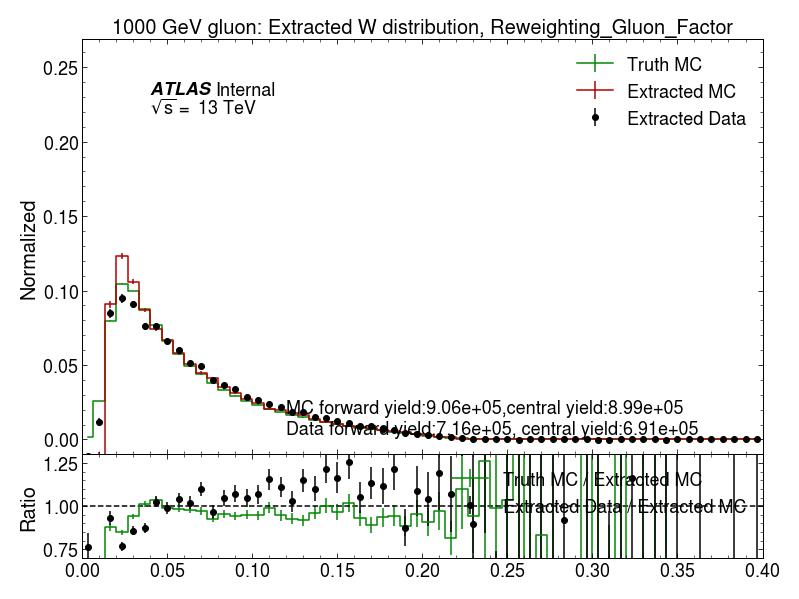 1000 GeV gluon: Extracted W distribution, Reweighting_Gluon_Factor
0.25
0.20
0.15
0.10
0.05
0.00
Normalized
ATLAS Internal
√s = 13 TeV
Truth MC
Extracted MC
Extracted Data
MC forward yield:9.06e+05,central yield:8.99e+05
Data forward yield:7.16e+05, central yield:6.91e+05
1.25
1.00
0.75
Ratio
Truth MC / Extracted MC
Extracted Data / Extracted MC
0.00 0.05 0.10 0.15 0.20 0.25 0.30 0.35 0.40